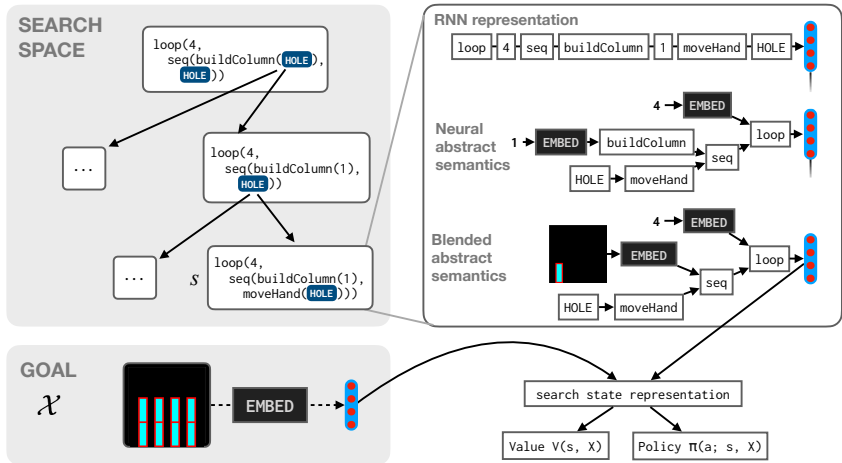 SEARCH
SPACE
loop(4,
seq(buildColumn(HOLE),
HOLE))
...
loop(4,
seq(buildColumn(1),
HOLE))
...
s
loop(4,
seq(buildColumn(1),
moveHand(HOLE)))
RNN representation
loop 4 seq buildColumn 1 moveHand HOLE
Neural
abstract
semantics
4 EMBED
loop
1 EMBED buildColumn
seq
HOLE moveHand
Blended
abstract
semantics
4 EMBED
loop
EMBED
seq
HOLE moveHand
GOAL
X
EMBED
search state representation
Value V(s, X)
Policy π(a; s, X)